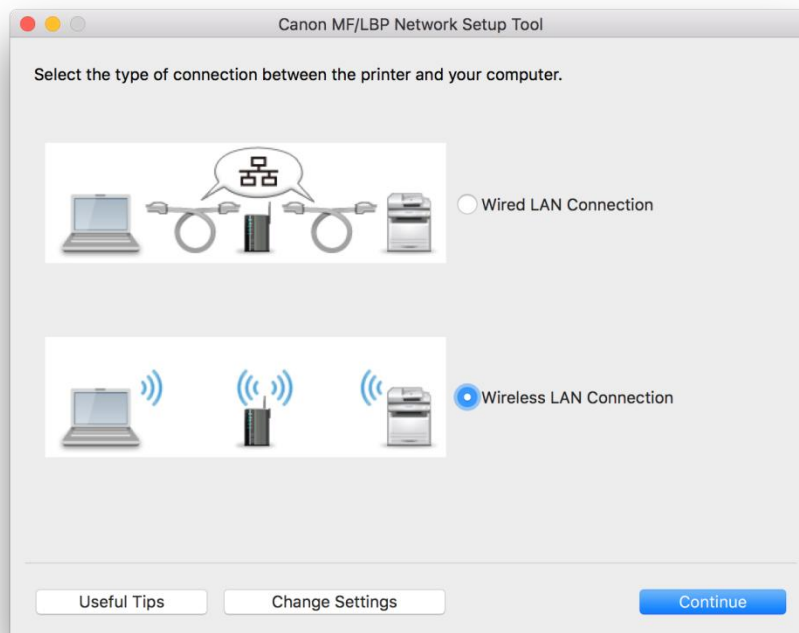 Canon MF/LBP Network Setup Tool
Select the type of connection between the printer and your computer.
Wired LAN Connection
Wireless LAN Connection
Useful Tips
Change Settings
Continue